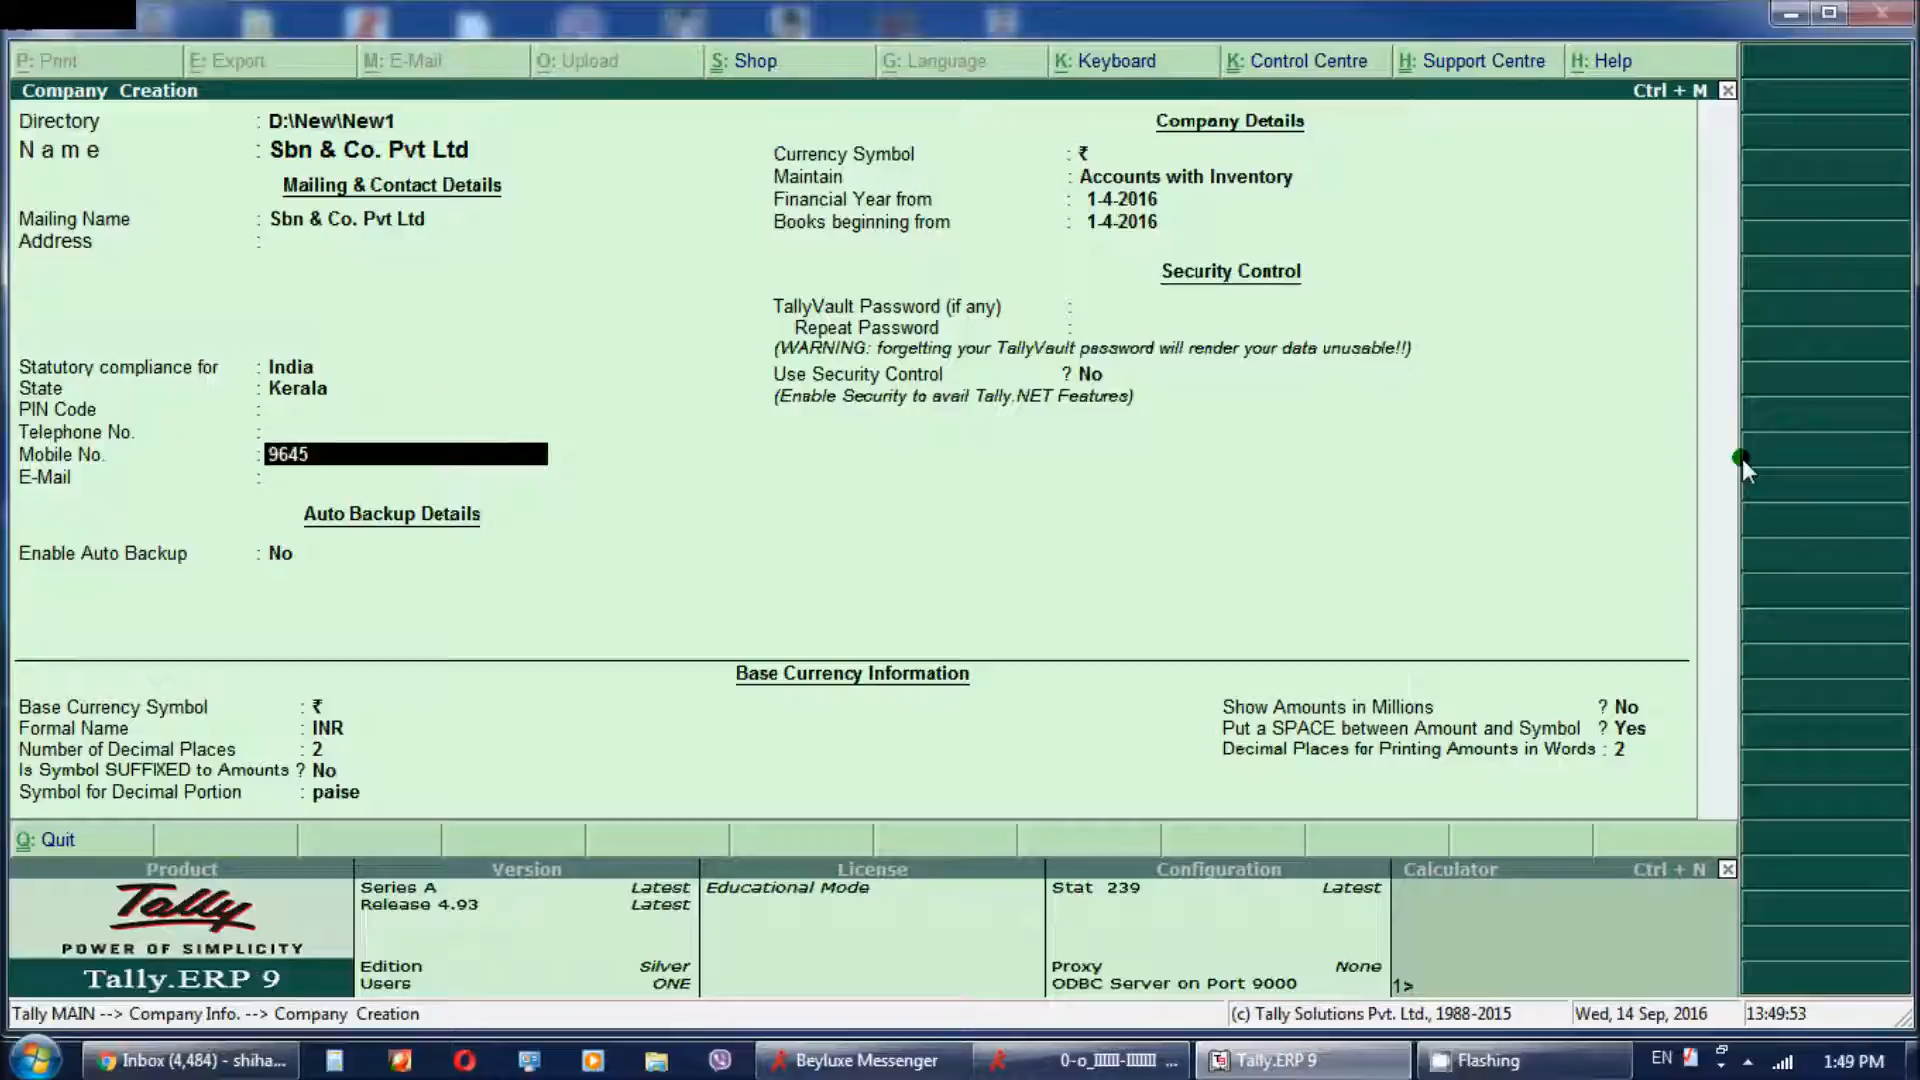 P: Print E: Export M: E-Mail O: Upload S: Shop G: Language K: Keyboard K: Control Centre H: Support Centre H: Help
Company Creation Ctrl + M
Directory : D:\New\New1
Name : Sbn & Co. Pvt Ltd
Mailing & Contact Details
Mailing Name : Sbn & Co. Pvt Ltd
Address :
Statutory compliance for : India
State : Kerala
PIN Code :
Telephone No. :
Mobile No. : 9645
E-Mail :
Auto Backup Details
Enable Auto Backup : No
Company Details
Currency Symbol : ₹
Maintain : Accounts with Inventory
Financial Year from : 1-4-2016
Books beginning from : 1-4-2016
Security Control
TallyVault Password (if any) :
Repeat Password :
(WARNING: forgetting your TallyVault password will render your data unusable!!)
Use Security Control ? No
(Enable Security to avail Tally.NET Features)
Base Currency Information
Base Currency Symbol : ₹
Formal Name : INR
Number of Decimal Places : 2
Is Symbol SUFFIXED to Amounts ? No
Symbol for Decimal Portion : paise
Show Amounts in Millions ? No
Put a SPACE between Amount and Symbol ? Yes
Decimal Places for Printing Amounts in Words : 2
Q: Quit
Product Version License Configuration Calculator Ctrl + N
Tally
POWER OF SIMPLICITY
Tally.ERP 9
Series A Latest
Release 4.93 Latest
Edition Silver
Users ONE
Educational Mode
Stat 239 Latest
Proxy None
ODBC Server on Port 9000
1>
Tally MAIN --> Company Info. --> Company Creation (c) Tally Solutions Pvt. Ltd., 1988-2015 Wed, 14 Sep, 2016 13:49:53
Inbox (4,484) - shiha... Beyluxe Messenger Tally.ERP 9 Flashing EN 1:49 PM